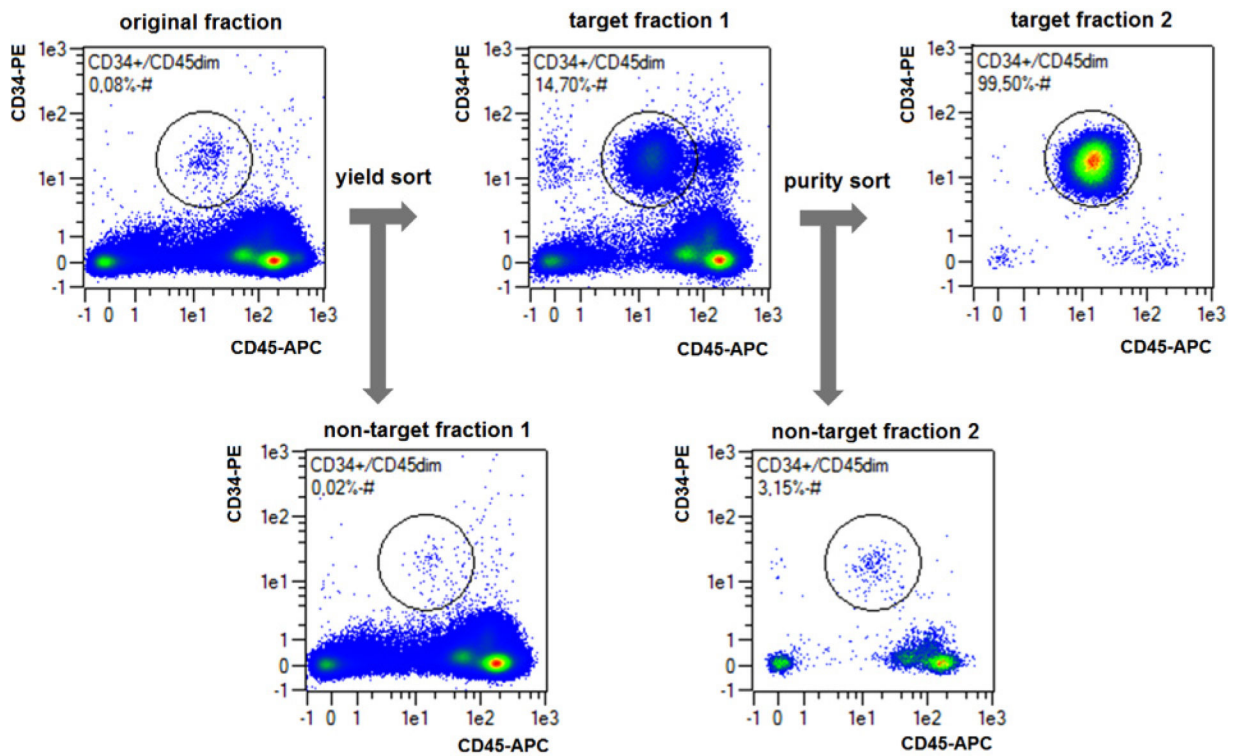 original fraction
CD34-PE
1e3
1e2
1e1
1
0
-1
CD34+/CD45dim
0,08%-#
-1 0 1 1e1 1e2 1e3
CD45-APC
yield sort
target fraction 1
CD34-PE
1e3
1e2
1e1
1
0
-1
CD34+/CD45dim
14,70%-#
-1 0 1 1e1 1e2 1e3
CD45-APC
purity sort
target fraction 2
CD34-PE
1e3
1e2
1e1
1
0
-1
CD34+/CD45dim
99,50%-#
-1 0 1 1e1 1e2 1e3
CD45-APC
non-target fraction 1
CD34-PE
1e3
1e2
1e1
1
0
-1
CD34+/CD45dim
0,02%-#
-1 0 1 1e1 1e2 1e3
CD45-APC
non-target fraction 2
CD34-PE
1e3
1e2
1e1
1
0
-1
CD34+/CD45dim
3,15%-#
-1 0 1 1e1 1e2 1e3
CD45-APC